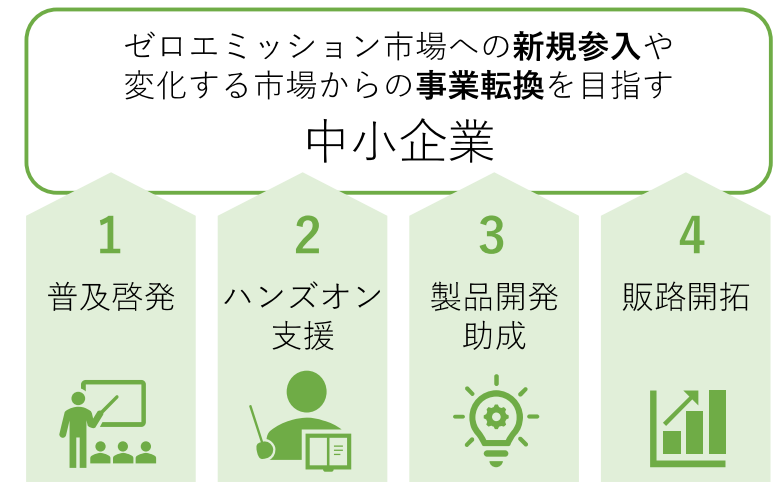 ゼロエミッション市場への新規参入や
変化する市場からの事業転換を目指す
中小企業
1
普及啓発
2
ハンズオン
支援
3
製品開発
助成
4
販路開拓